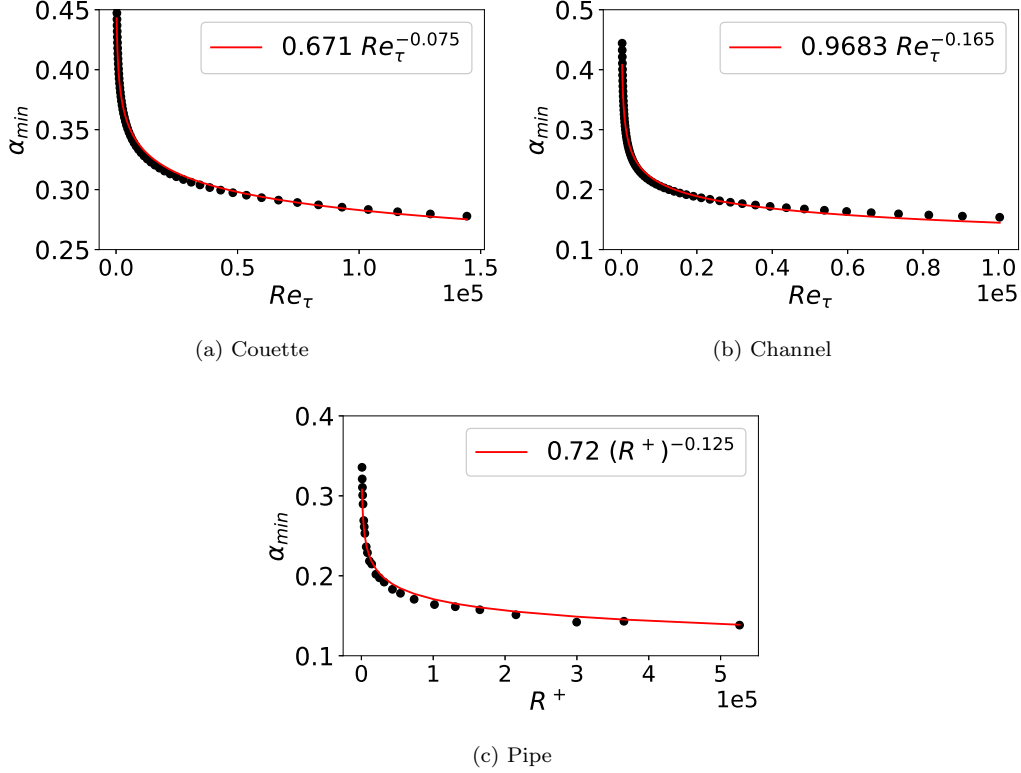 0.45
0.40
0.35
0.30
0.25
α_min
0.671 Re_τ^−0.075
0.0 0.5 1.0 1.5
1e5
Re_τ
(a) Couette
0.5
0.4
0.3
0.2
0.1
α_min
0.9683 Re_τ^−0.165
0.0 0.2 0.4 0.6 0.8 1.0
1e5
Re_τ
(b) Channel
0.4
0.3
0.2
0.1
α_min
0.72 (R^+)^−0.125
0 1 2 3 4 5
1e5
R^+
(c) Pipe